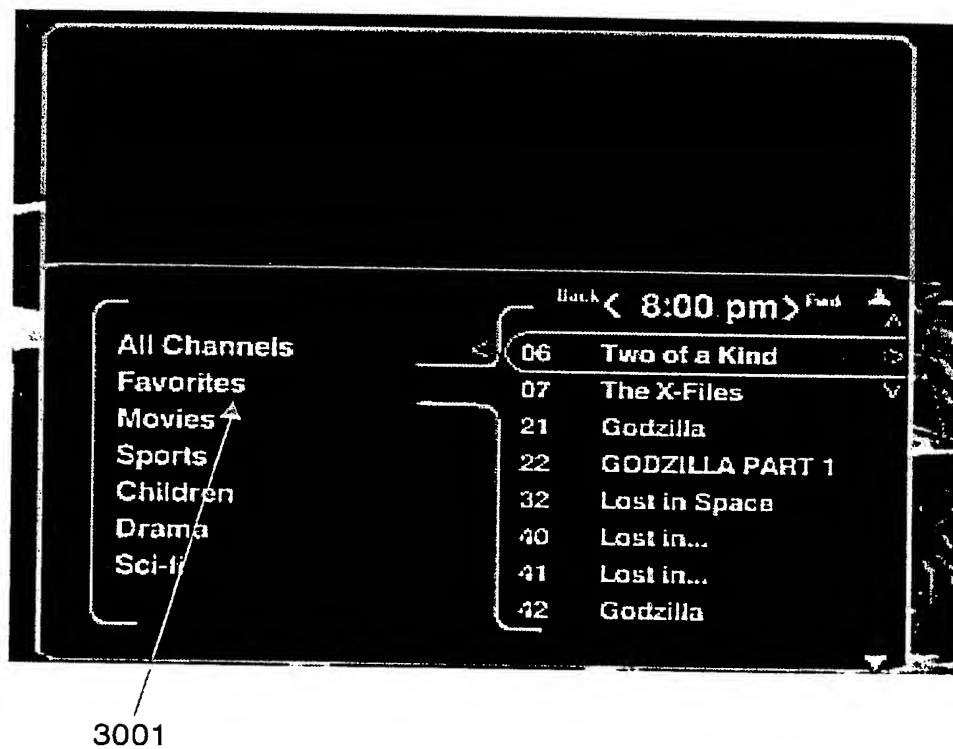 Back < 8:00 pm > Fwd
All Channels
Favorites
Movies
Sports
Children
Drama
Sci-fi
06 Two of a Kind
07 The X-Files
21 Godzilla
22 GODZILLA PART 1
32 Lost in Space
40 Lost in...
41 Lost in...
42 Godzilla
3001